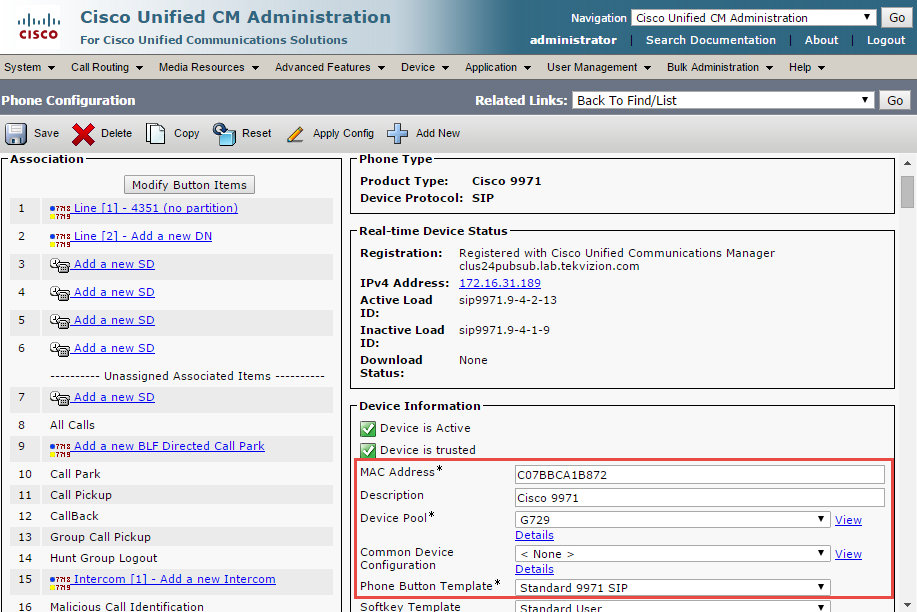 cisco
Cisco Unified CM Administration
For Cisco Unified Communications Solutions
Navigation Cisco Unified CM Administration Go
administrator | Search Documentation | About | Logout
System Call Routing Media Resources Advanced Features Device Application User Management Bulk Administration Help
Phone Configuration
Related Links: Back To Find/List Go
Save Delete Copy Reset Apply Config Add New
Association
Modify Button Items
1 Line [1] - 4351 (no partition)
2 Line [2] - Add a new DN
3 Add a new SD
4 Add a new SD
5 Add a new SD
6 Add a new SD
---------- Unassigned Associated Items ----------
7 Add a new SD
8 All Calls
9 Add a new BLF Directed Call Park
10 Call Park
11 Call Pickup
12 CallBack
13 Group Call Pickup
14 Hunt Group Logout
15 Intercom [1] - Add a new Intercom
16 Malicious Call Identification
Phone Type
Product Type: Cisco 9971
Device Protocol: SIP
Real-time Device Status
Registration: Registered with Cisco Unified Communications Manager
clus24pubsub.lab.tekvizion.com
IPv4 Address: 172.16.31.189
Active Load sip9971.9-4-2-13
ID:
Inactive Load sip9971.9-4-1-9
ID:
Download None
Status:
Device Information
Device is Active
Device is trusted
MAC Address* C07BBCA1B872
Description Cisco 9971
Device Pool* G729 View
Details
Common Device < None > View
Configuration
Details
Phone Button Template* Standard 9971 SIP
Softkey Template Standard User